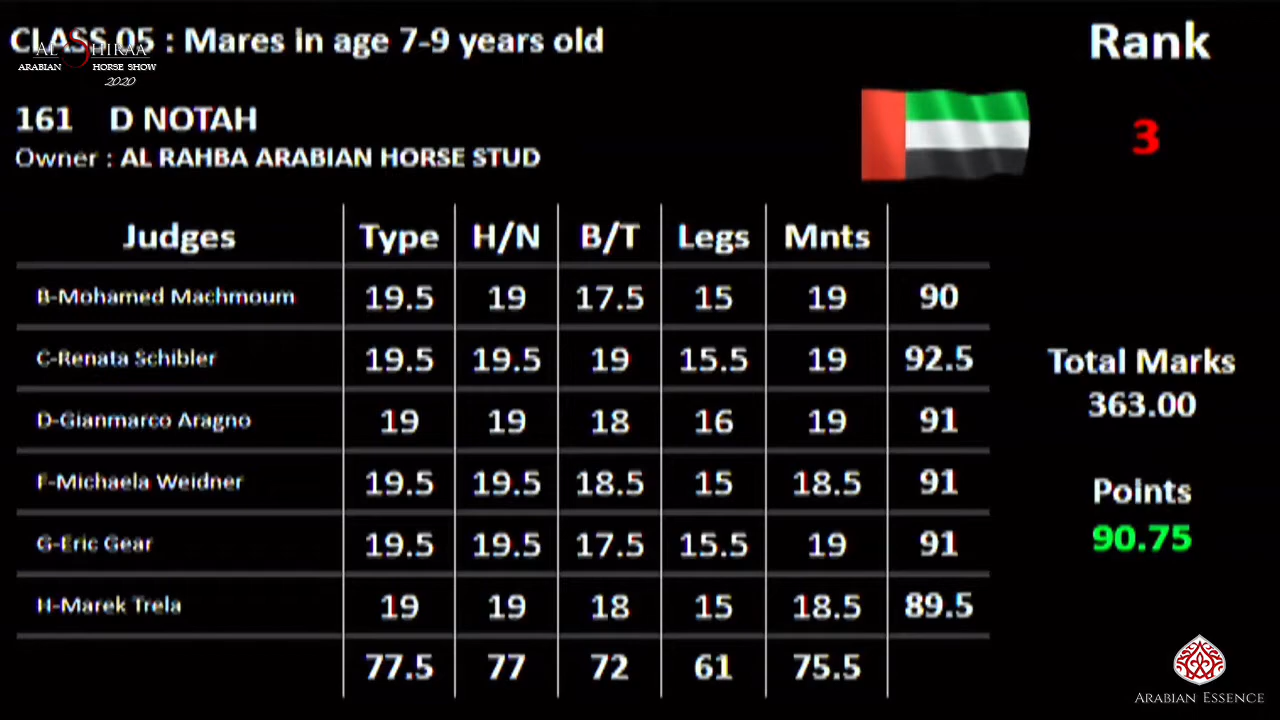 CLASS 05 : Mares in age 7-9 years old
AL SHIRAA
ARABIAN HORSE SHOW
2020
Rank
3
161 D NOTAH
Owner : AL RAHBA ARABIAN HORSE STUD
Judges Type H/N B/T Legs Mnts
B-Mohamed Machmoum 19.5 19 17.5 15 19 90
C-Renata Schibler 19.5 19.5 19 15.5 19 92.5
D-Gianmarco Aragno 19 19 18 16 19 91
F-Michaela Weidner 19.5 19.5 18.5 15 18.5 91
G-Eric Gear 19.5 19.5 17.5 15.5 19 91
H-Marek Trela 19 19 18 15 18.5 89.5
77.5 77 72 61 75.5
Total Marks
363.00
Points
90.75
ARABIAN ESSENCE